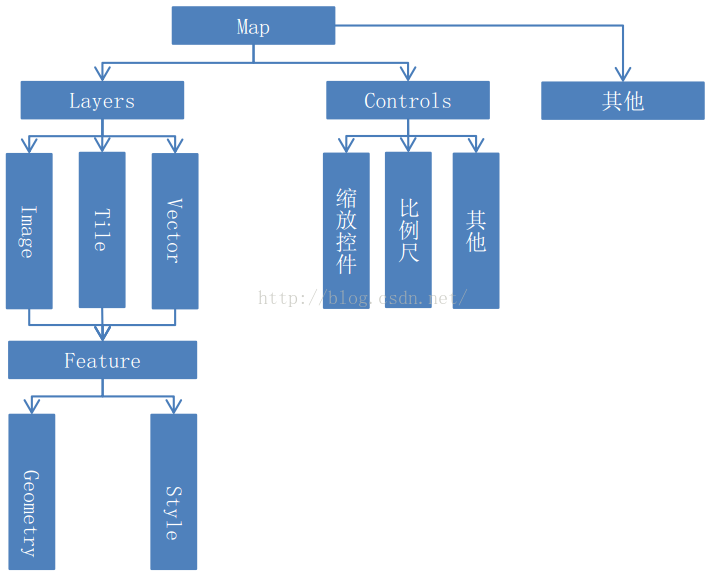 Map
Layers
Controls
其他
Image
Tile
Vector
缩放控件
比例尺
其他
http://blog.csdn.net/
Feature
Geometry
Style